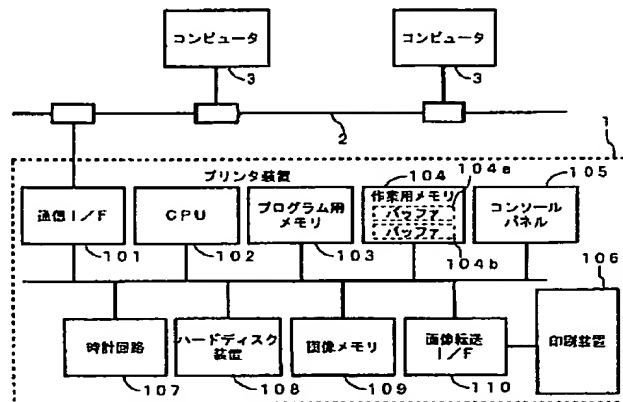 コンピュータ
コンピュータ
3
3
2
1
プリンタ装置
104
104a
105
通信I/F
CPU
プログラム用
メモリ
作業用メモリ
バッファ
バッファ
コンソール
パネル
101
102
103
104b
106
時計回路
ハードディスク
装置
画像メモリ
画像転送
I/F
印刷装置
107
108
109
110